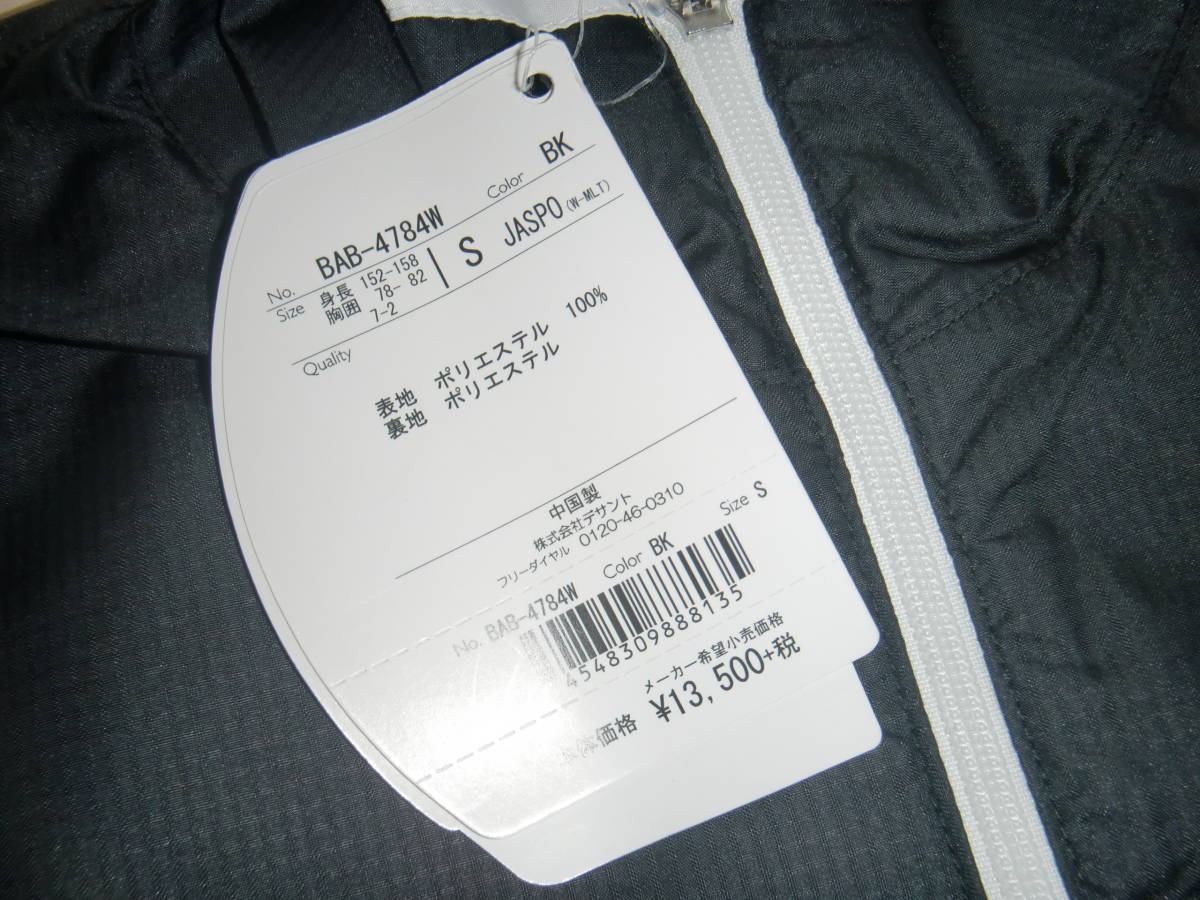 No. BAB-4784W Color BK
Size 身長 152-158 S JASPO (W-MLT)
胸囲 78- 82
7-2
Quality
表地 ポリエステル 100%
裏地 ポリエステル
中国製
株式会社デサント
フリーダイヤル 0120-46-0310
No. BAB-4784W Color BK Size S
4548309888135
メーカー希望小売価格
本体価格 ¥13,500+税